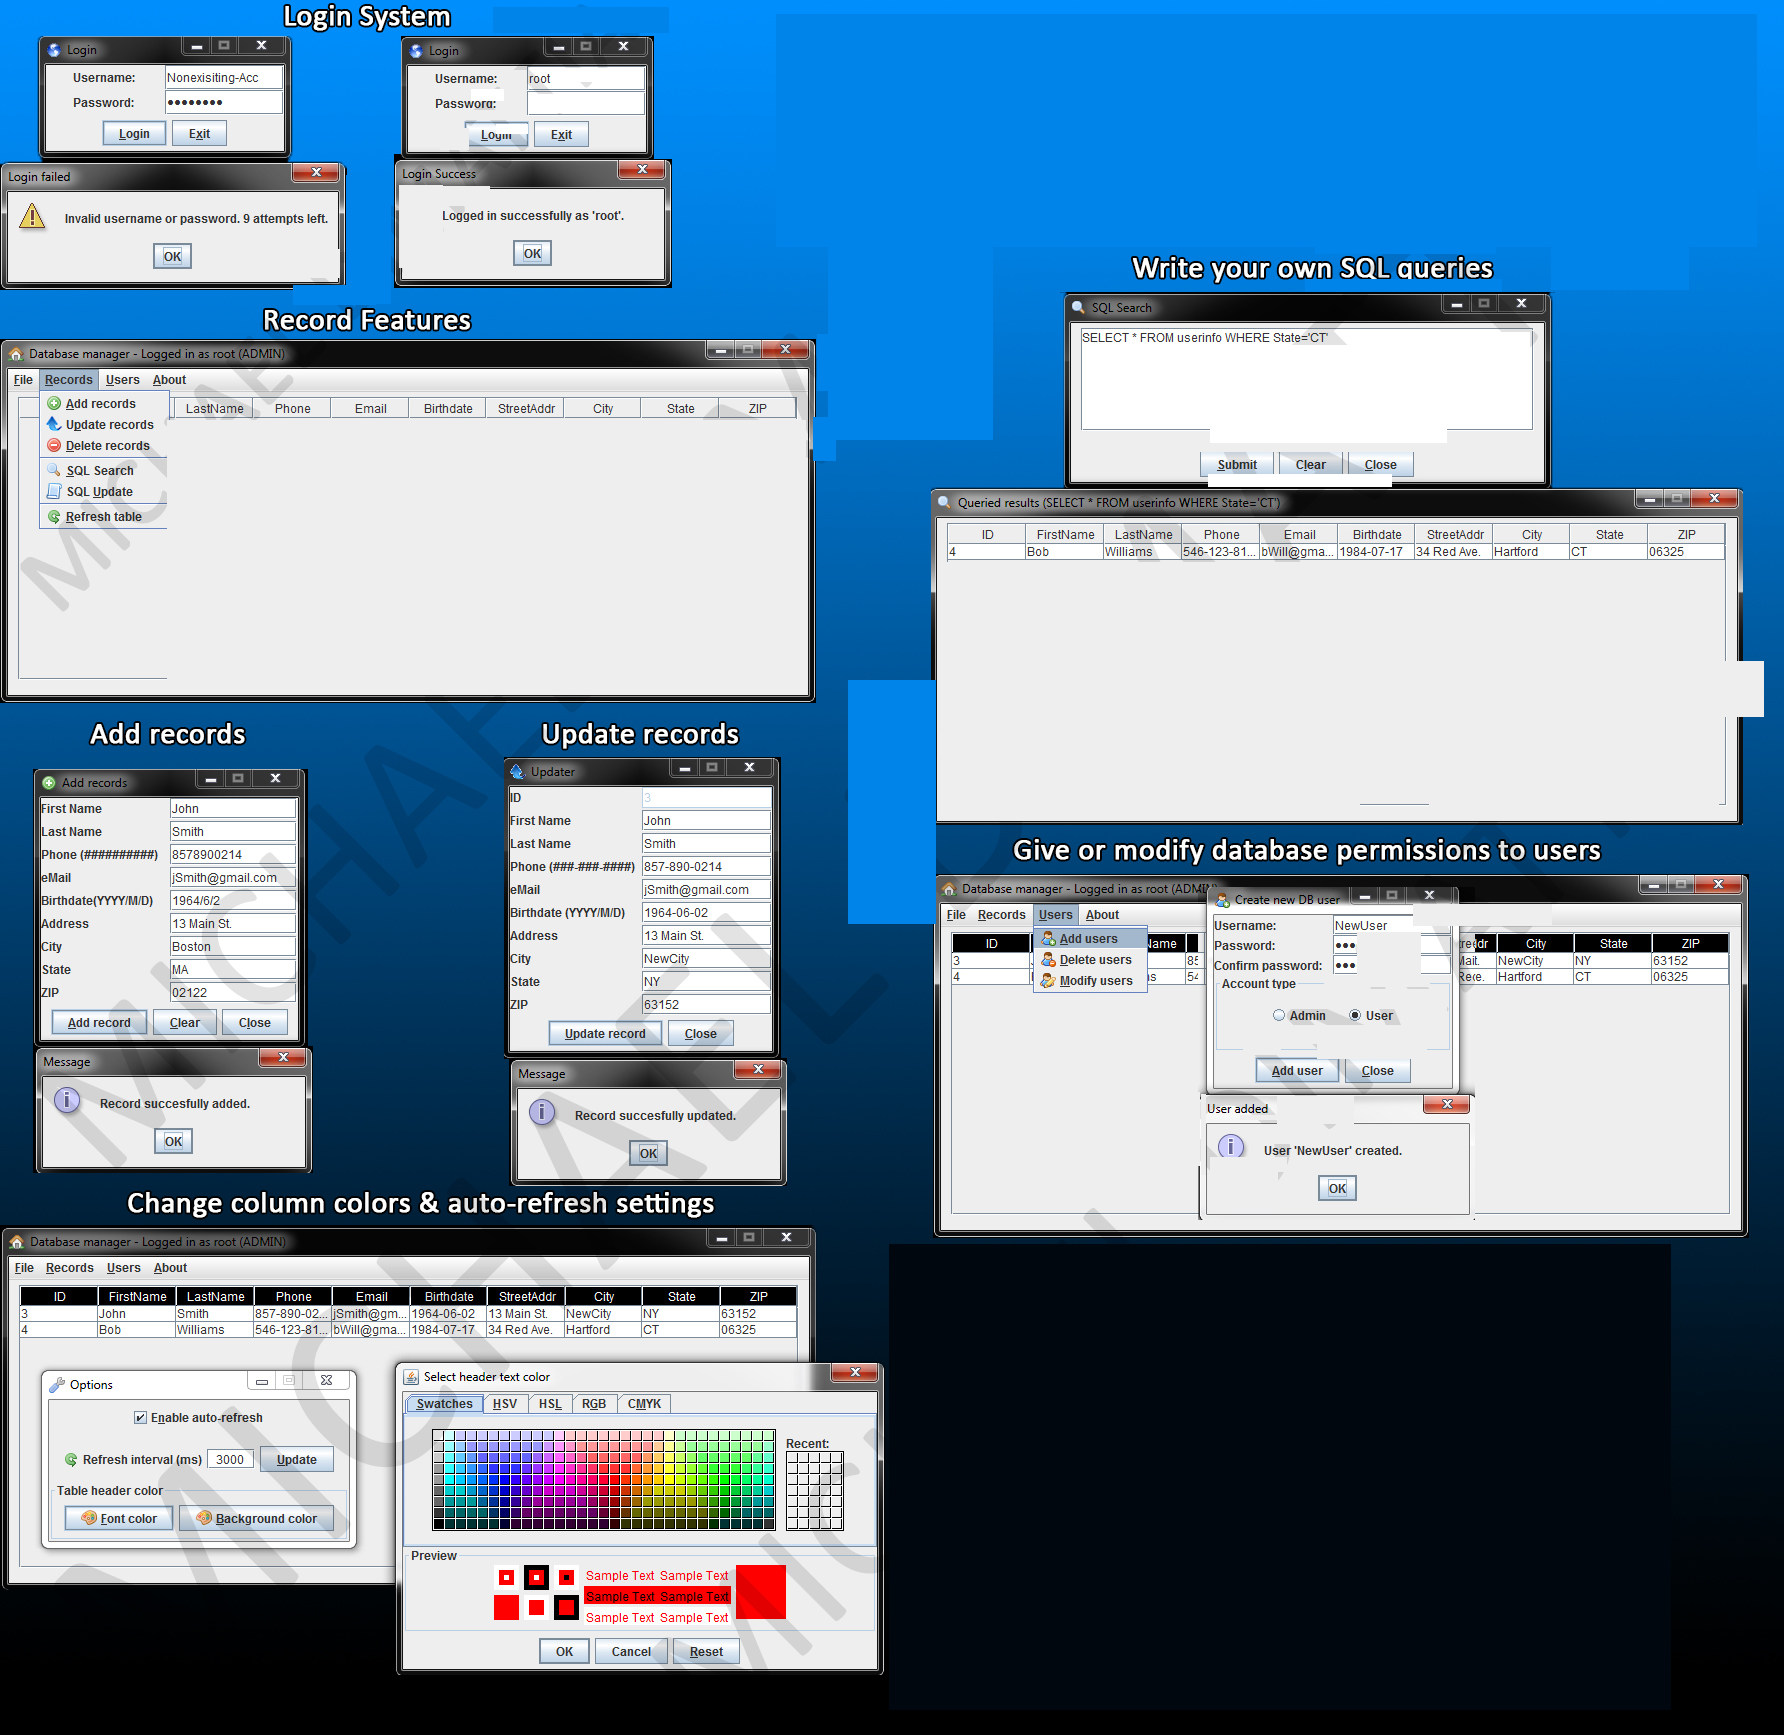 Login System
Login
Username: Nonexisiting-Acc
Password: ●●●●●●●●
Login Exit
Login failed
Invalid username or password. 9 attempts left.
OK
Login
Username: root
Password:
Login Exit
Login Success
Logged in successfully as 'root'.
OK
Record Features
Database manager - Logged in as root (ADMIN)
File Records Users About
Add records
Update records
Delete records
SQL Search
SQL Update
Refresh table
LastName Phone Email Birthdate StreetAddr City State ZIP
Write your own SQL queries
SQL Search
SELECT * FROM userinfo WHERE State='CT'
Submit Clear Close
Queried results (SELECT * FROM userinfo WHERE State='CT')
ID FirstName LastName Phone Email Birthdate StreetAddr City State ZIP
4 Bob Williams 546-123-81... bWill@gma... 1984-07-17 34 Red Ave. Hartford CT 06325
Add records
Add records
First Name John
Last Name Smith
Phone (##########) 8578900214
eMail jSmith@gmail.com
Birthdate(YYYY/M/D) 1964/6/2
Address 13 Main St.
City Boston
State MA
ZIP 02122
Add record Clear Close
Message
Record succesfully added.
OK
Update records
Updater
ID 3
First Name John
Last Name Smith
Phone (###-###-####) 857-890-0214
eMail jSmith@gmail.com
Birthdate (YYYY/M/D) 1964-06-02
Address 13 Main St.
City NewCity
State NY
ZIP 63152
Update record Close
Message
Record succesfully updated.
OK
Give or modify database permissions to users
Database manager - Logged in as root (ADMIN)
File Records Users About
Add users
Delete users
Modify users
ID Name City State ZIP
3 85 NewCity NY 63152
4 54 Hartford CT 06325
Create new DB user
Username: NewUser
Password: ●●●
Confirm password: ●●●
Account type
Admin User
Add user Close
User added
User 'NewUser' created.
OK
Change column colors & auto-refresh settings
Database manager - Logged in as root (ADMIN)
File Records Users About
ID FirstName LastName Phone Email Birthdate StreetAddr City State ZIP
3 John Smith 857-890-02... jSmith@gm... 1964-06-02 13 Main St. NewCity NY 63152
4 Bob Williams 546-123-81... bWill@gma... 1984-07-17 34 Red Ave. Hartford CT 06325
Options
Enable auto-refresh
Refresh interval (ms) 3000 Update
Table header color
Font color Background color
Select header text color
Swatches HSV HSL RGB CMYK
Recent:
Preview
Sample Text Sample Text
Sample Text Sample Text
Sample Text Sample Text
OK Cancel Reset
MICHAEL